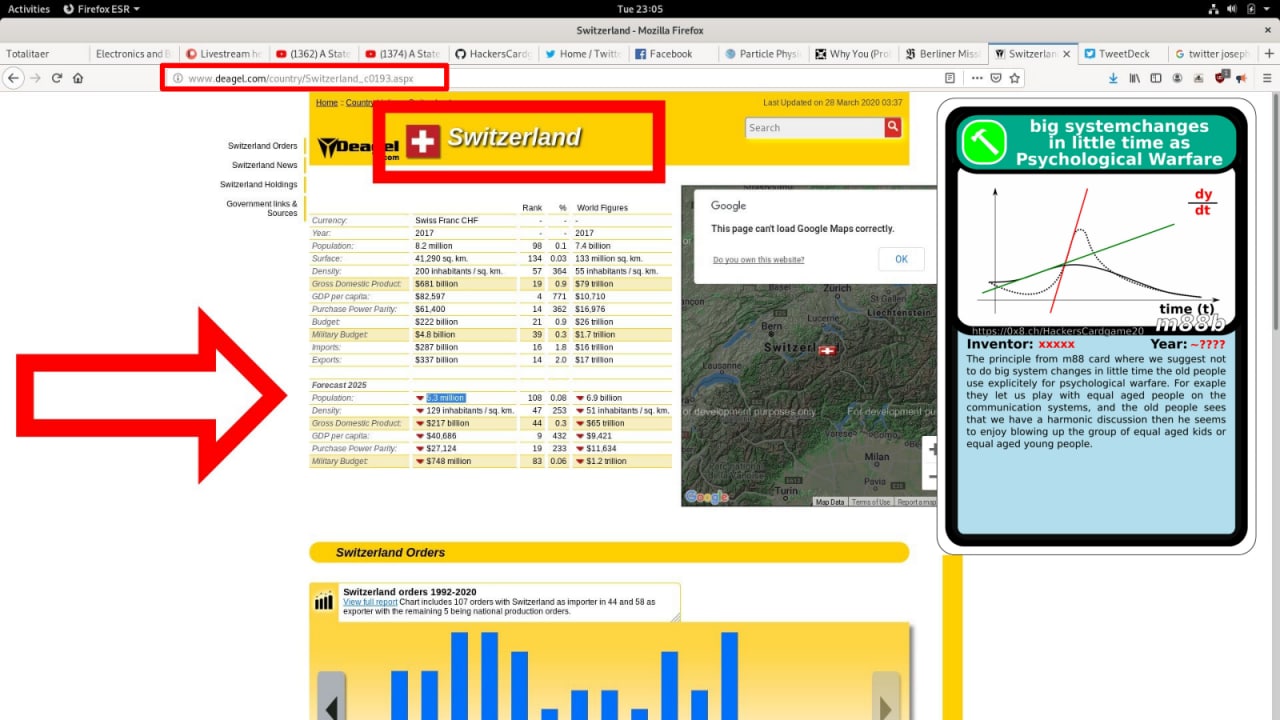 Activities Firefox ESR Tue 23:05
Switzerland - Mozilla Firefox
Totalitaer Electronics and B Livestream he (1362) A State (1374) A State HackersCardg Home / Twitte Facebook Particle Physi Why You (Prot Berliner Miss Switzerlan TweetDeck twitter joseph
www.deagel.com/country/Switzerland_c0193.aspx
Home :: Country
Last Updated on 28 March 2020 03:37
Switzerland
Deagel
.com
Search
Switzerland Orders
Switzerland News
Switzerland Holdings
Government links &
Sources
Rank % World Figures
Currency: Swiss Franc CHF - - -
Year: 2017 - - 2017
Population: 8.2 million 98 0.1 7.4 billion
Surface: 41,290 sq. km. 134 0.03 133 million sq. km.
Density: 200 inhabitants / sq. km. 57 364 55 inhabitants / sq. km.
Gross Domestic Product: $681 billion 19 0.9 $79 trillion
GDP per capita: $82,597 4 771 $10,710
Purchase Power Parity: $61,400 14 362 $16,976
Budget: $222 billion 21 0.9 $26 trillion
Military Budget: $4.8 billion 39 0.3 $1.7 trillion
Imports: $287 billion 16 1.8 $16 trillion
Exports: $337 billion 14 2.0 $17 trillion
Forecast 2025
Population: 5.3 million 108 0.08 6.9 billion
Density: 129 inhabitants / sq. km. 47 253 51 inhabitants / sq. km.
Gross Domestic Product: $217 billion 44 0.3 $65 trillion
GDP per capita: $40,686 9 432 $9,421
Purchase Power Parity: $27,124 19 233 $11,634
Military Budget: $748 million 83 0.06 $1.2 trillion
Google
This page can't load Google Maps correctly.
Do you own this website? OK
Zürich
St Gallen
Liechtenstein
Lucerne
Bern
Switzerl
Lausanne
or development purposes only For development pu
Varese
Como
Milan
Pavia
Turin
Google Map Data Terms of Use Report a map
big systemchanges
in little time as
Psychological Warfare
dy
dt
time (t)
m88b
https://0x8.ch/HackersCardgame20
Inventor: xxxxx Year: ~????
The principle from m88 card where we suggest not
to do big system changes in little time the old people
use explicitely for psychological warfare. For exaple
they let us play with equal aged people on the
communication systems, and the old people sees
that we have a harmonic discussion then he seems
to enjoy blowing up the group of equal aged kids or
equal aged young people.
Switzerland Orders
Switzerland orders 1992-2020
View full report Chart includes 107 orders with Switzerland as importer in 44 and 58 as
exporter with the remaining 5 being national production orders.